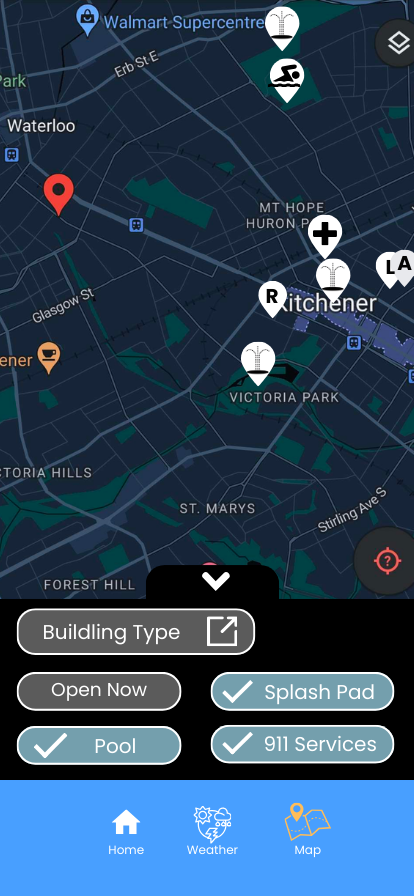 Walmart Supercentre
Erb St E
Park
Waterloo
MT HOPE
HURON P
L
A
R
Kitchener
Glasgow St
ener
VICTORIA PARK
CTORIA HILLS
ST. MARYS
Stirling Ave S
?
FOREST HILL
Buildling Type
Open Now
Splash Pad
Pool
911 Services
Home
Weather
Map